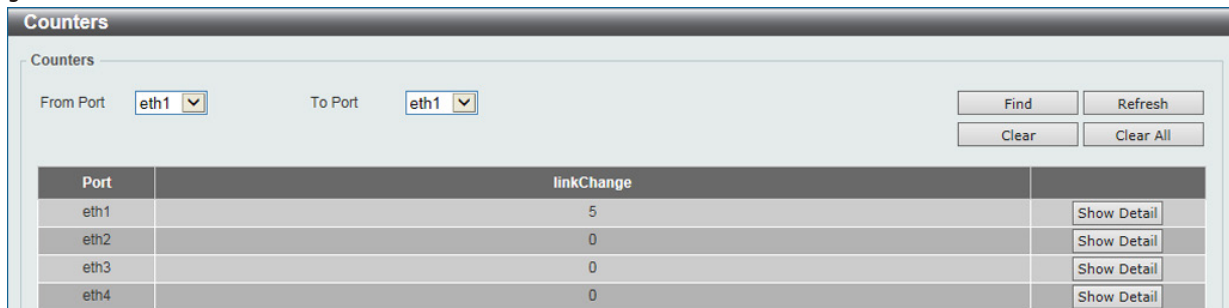 Counters
Counters
From Port eth1 To Port eth1 Find Refresh
Clear Clear All
Port linkChange
eth1 5 Show Detail
eth2 0 Show Detail
eth3 0 Show Detail
eth4 0 Show Detail